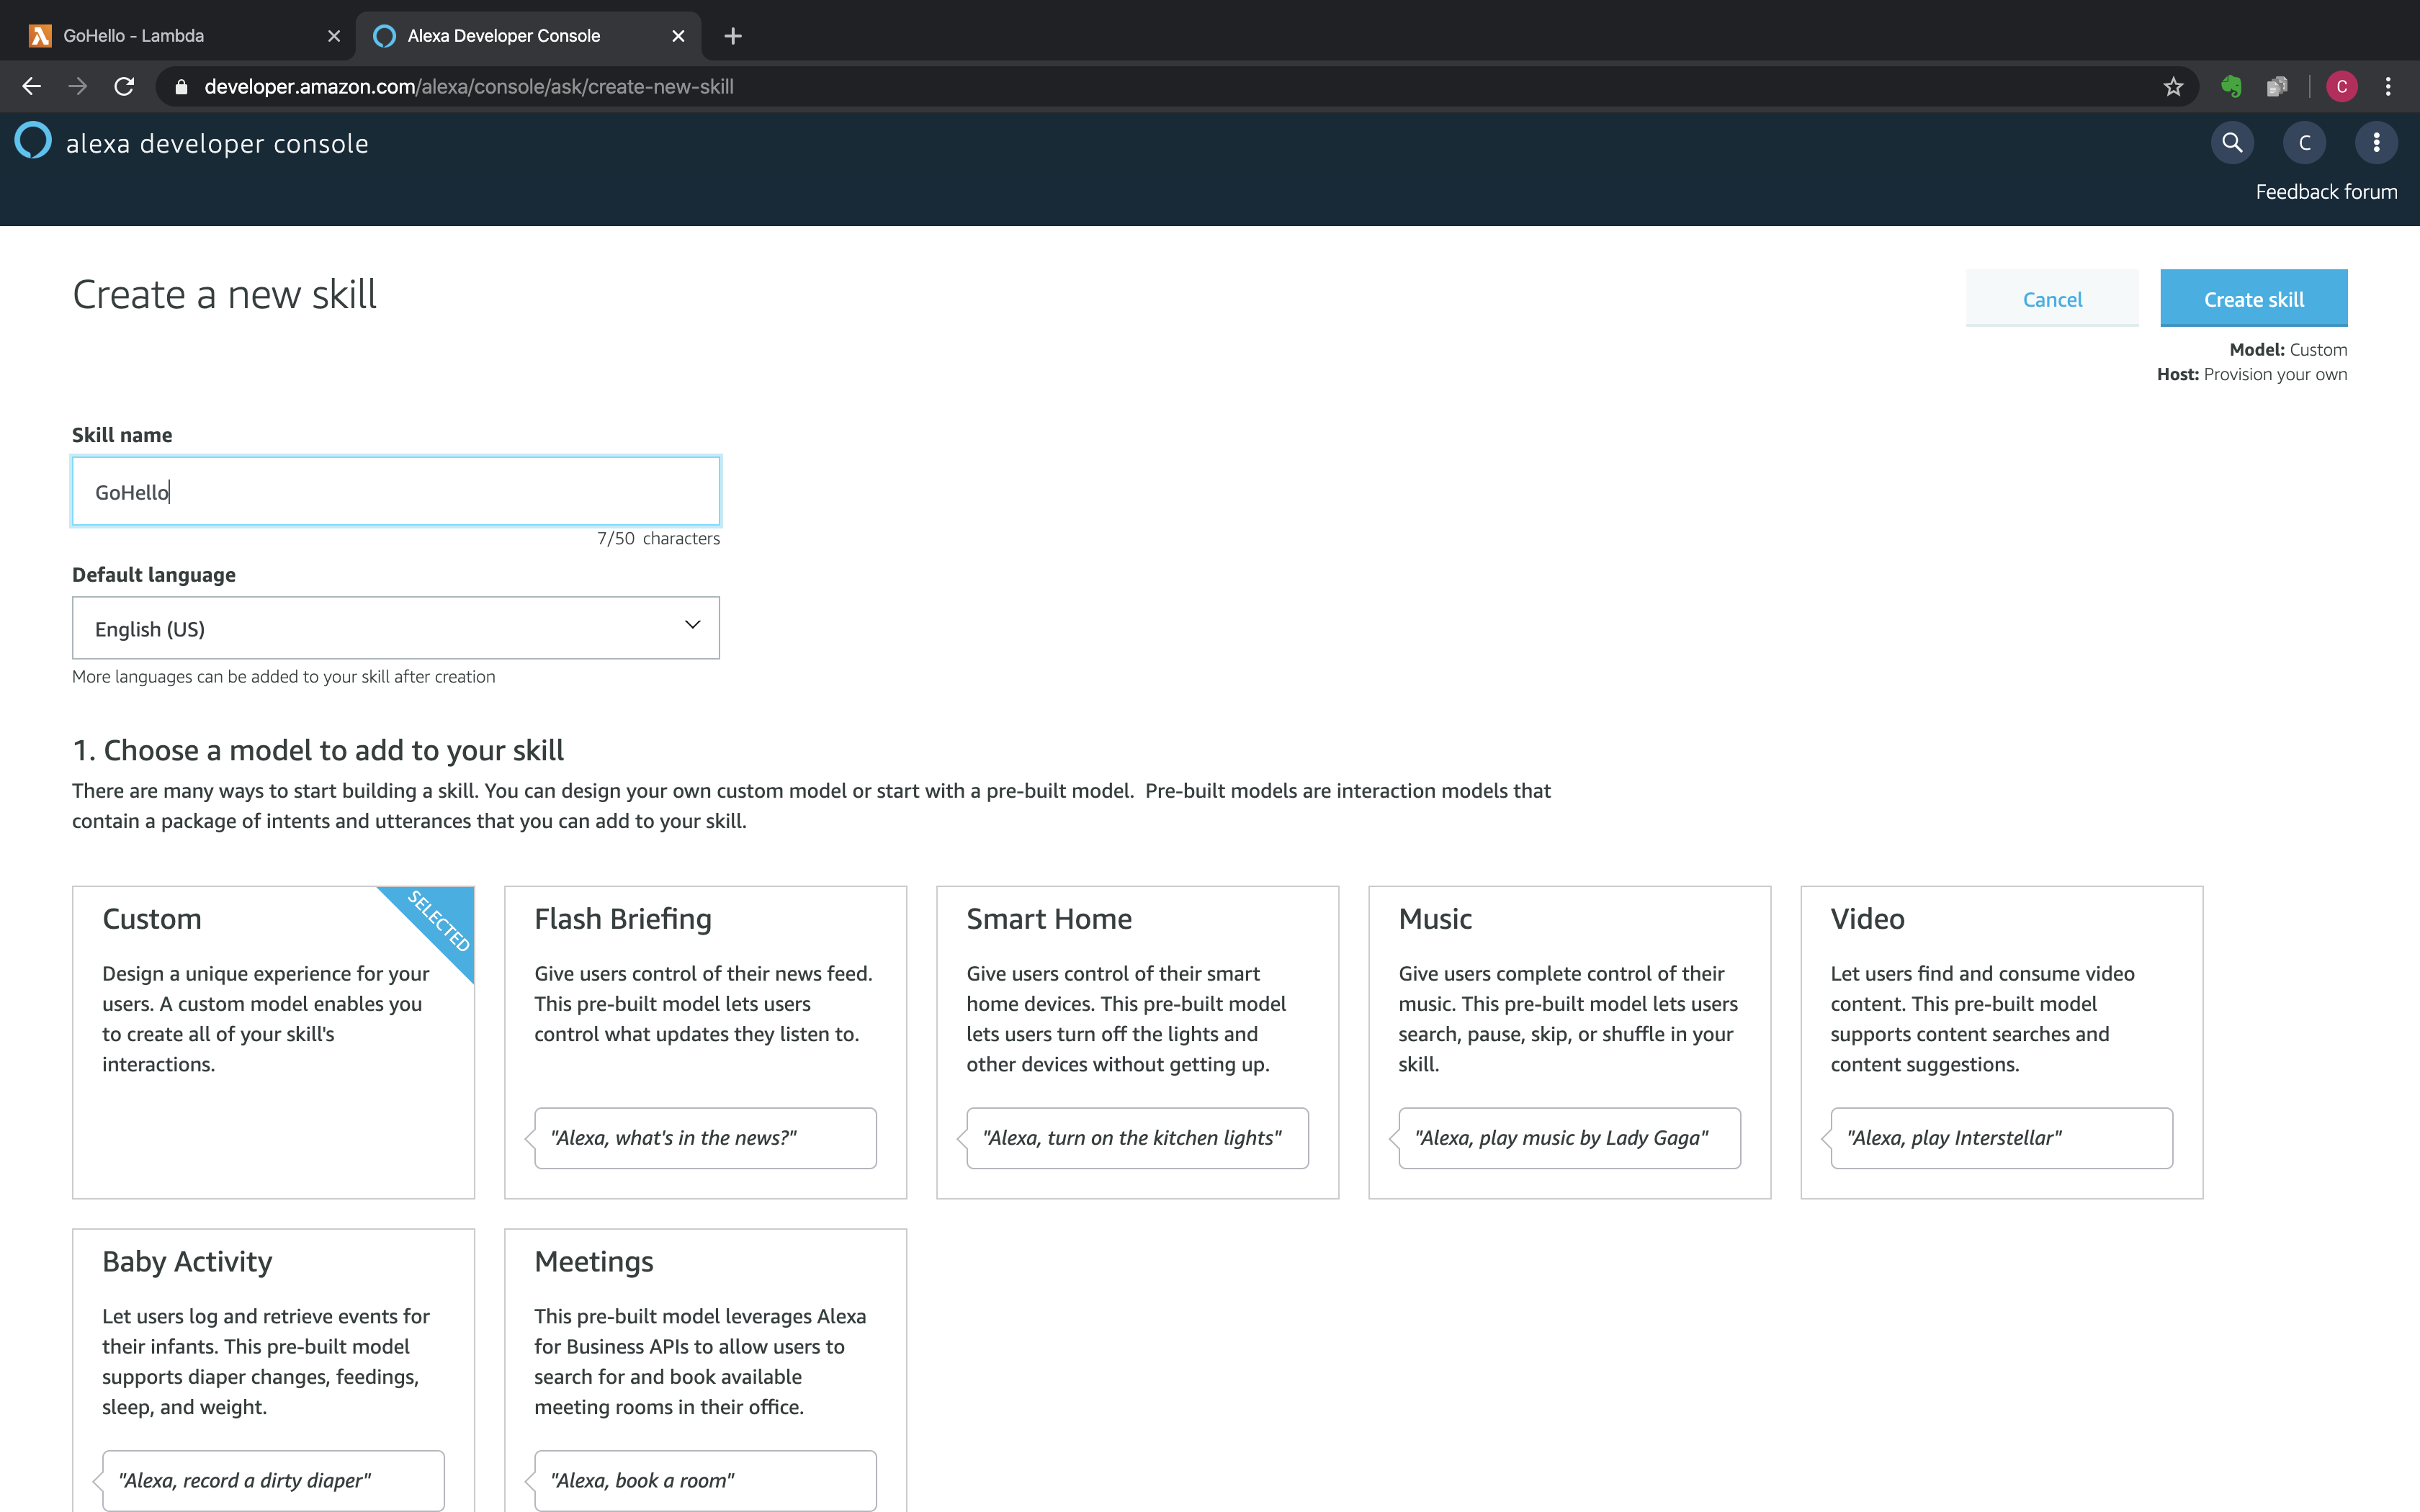 GoHello - Lambda
Alexa Developer Console
developer.amazon.com/alexa/console/ask/create-new-skill
C
alexa developer console
C
Feedback forum
Create a new skill
Cancel
Create skill
Model: Custom
Host: Provision your own
Skill name
GoHello
7/50 characters
Default language
English (US)
More languages can be added to your skill after creation
1. Choose a model to add to your skill
There are many ways to start building a skill. You can design your own custom model or start with a pre-built model. Pre-built models are interaction models that
contain a package of intents and utterances that you can add to your skill.
Custom
SELECTED
Design a unique experience for your
users. A custom model enables you
to create all of your skill's
interactions.
Flash Briefing
Give users control of their news feed.
This pre-built model lets users
control what updates they listen to.
"Alexa, what's in the news?"
Smart Home
Give users control of their smart
home devices. This pre-built model
lets users turn off the lights and
other devices without getting up.
"Alexa, turn on the kitchen lights"
Music
Give users complete control of their
music. This pre-built model lets users
search, pause, skip, or shuffle in your
skill.
"Alexa, play music by Lady Gaga"
Video
Let users find and consume video
content. This pre-built model
supports content searches and
content suggestions.
"Alexa, play Interstellar"
Baby Activity
Let users log and retrieve events for
their infants. This pre-built model
supports diaper changes, feedings,
sleep, and weight.
"Alexa, record a dirty diaper"
Meetings
This pre-built model leverages Alexa
for Business APIs to allow users to
search for and book available
meeting rooms in their office.
"Alexa, book a room"